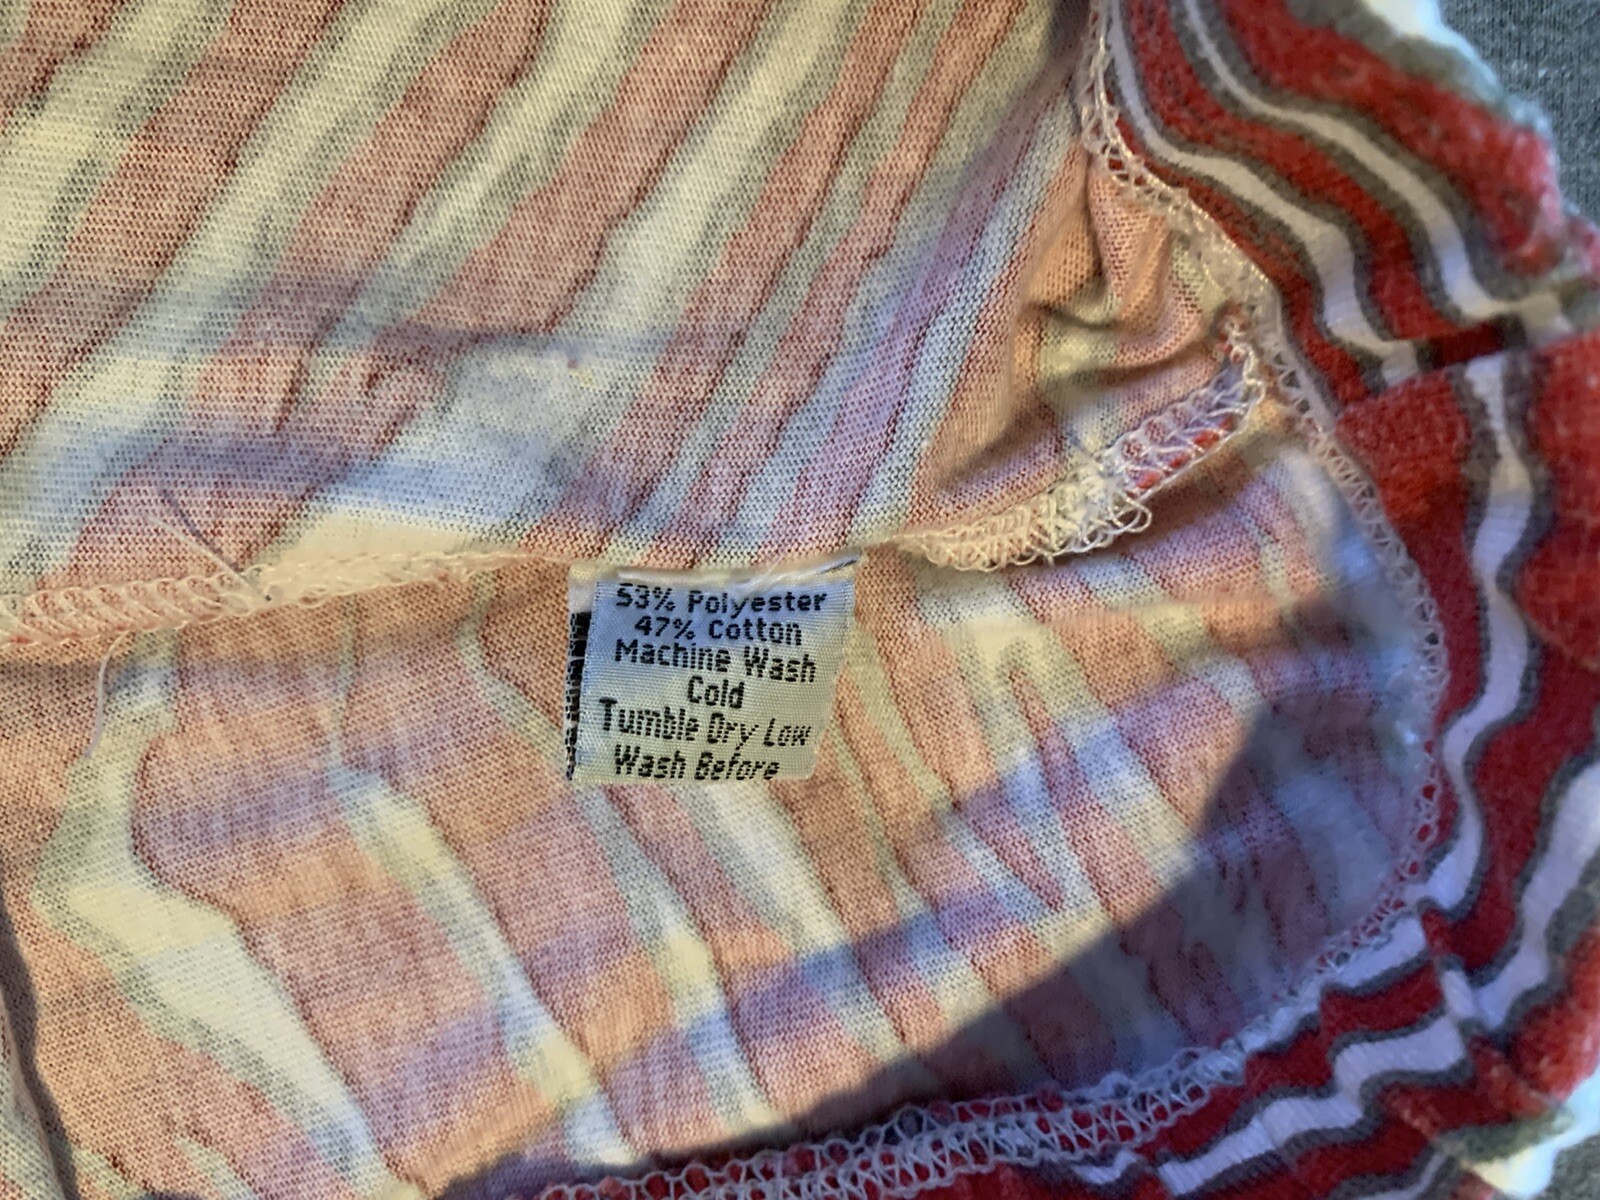 53% Polyester
47% Cotton
Machine Wash
Cold
Tumble Dry Low
Wash Before